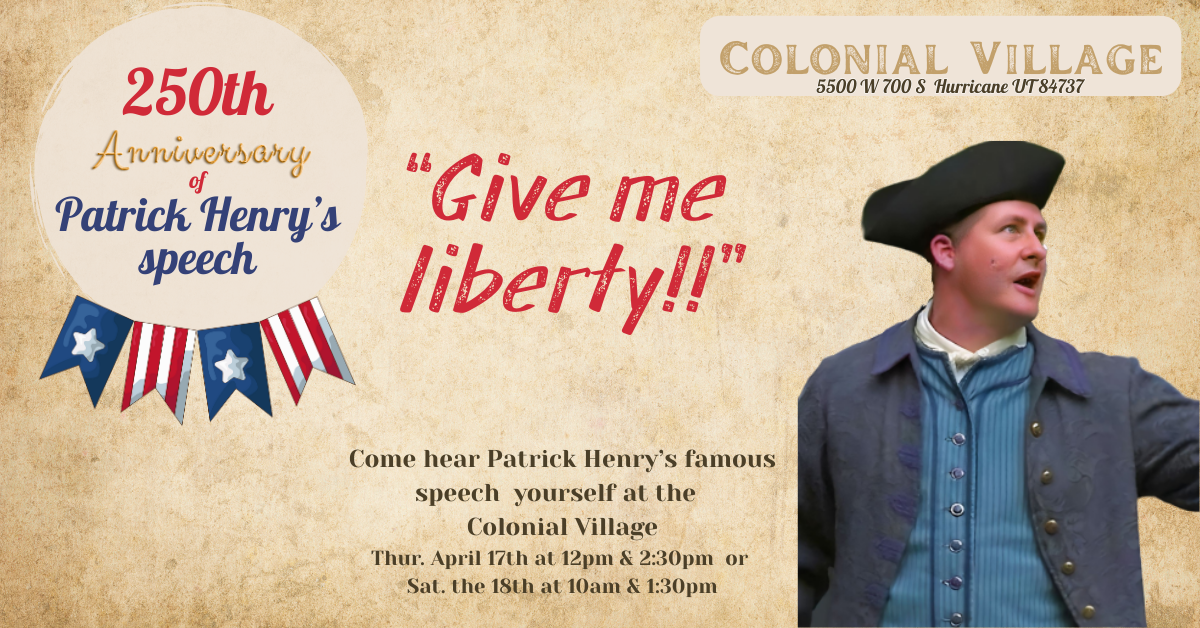 250th
Anniversary
of
Patrick Henry’s
speech
COLONIAL VILLAGE
5500 W 700 S Hurricane UT 84737
“Give me
liberty!!”
Come hear Patrick Henry’s famous
speech yourself at the
Colonial Village
Thur. April 17th at 12pm & 2:30pm or
Sat. the 18th at 10am & 1:30pm